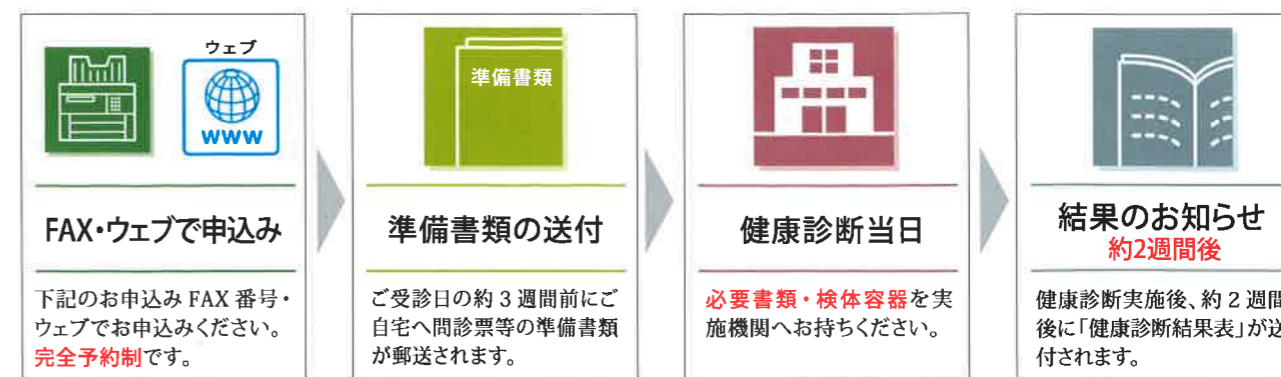 ウェブ
WWW
FAX・ウェブで申込み
下記のお申込み FAX 番号・
ウェブでお申込みください。
完全予約制です。
準備書類
準備書類の送付
ご受診日の約 3 週間前にご
自宅へ問診票等の準備書類
が郵送されます。
健康診断当日
必要書類・検体容器を実
施機関へお持ちください。
結果のお知らせ
約2週間後
健康診断実施後、約 2 週間
後に「健康診断結果表」が送
付されます。